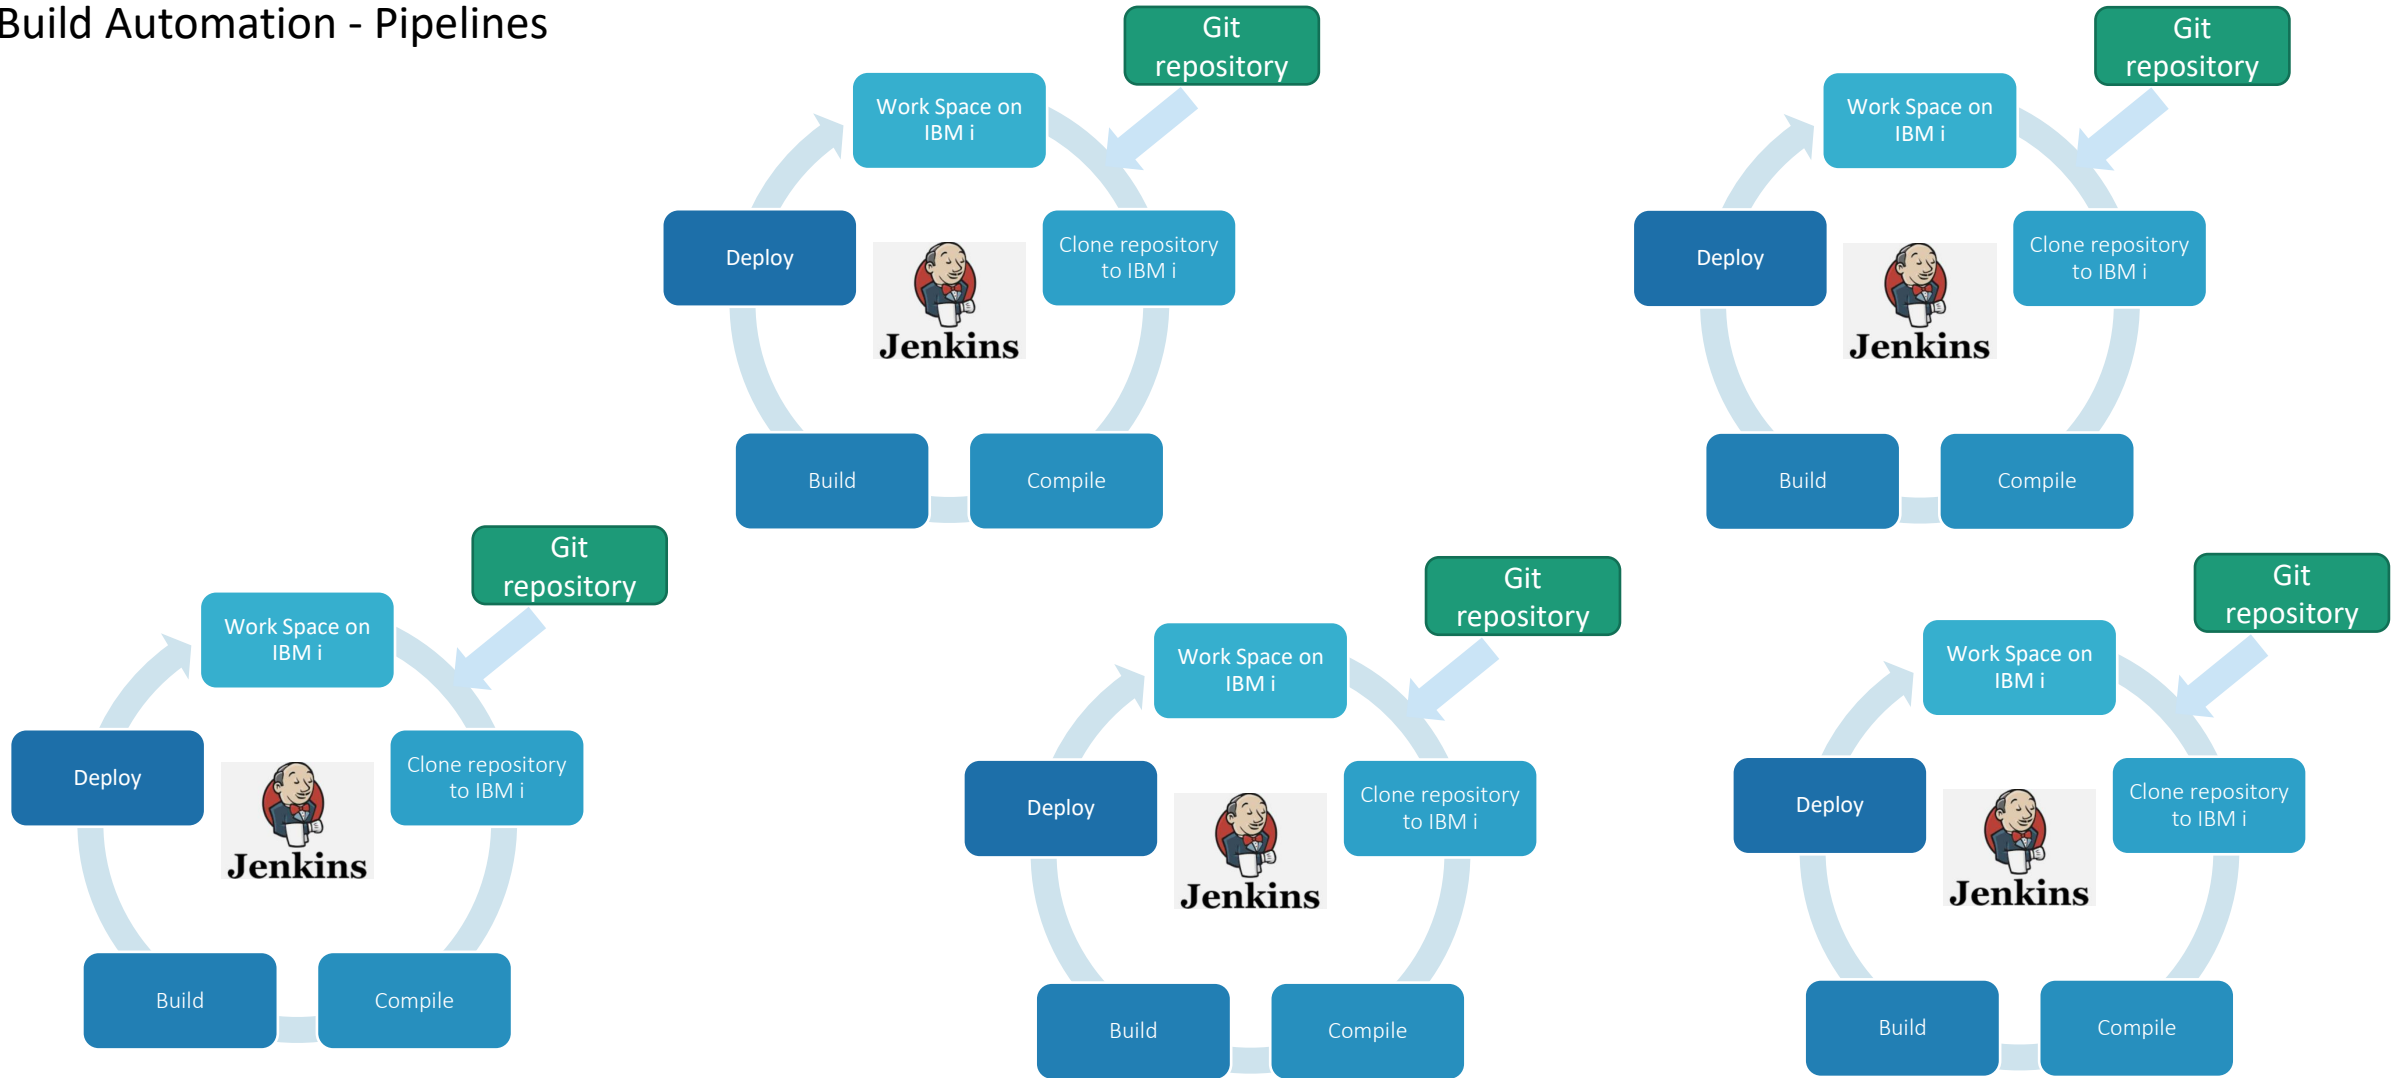 Build Automation - Pipelines
Git
repository
Work Space on
IBM i
Clone repository
to IBM i
Deploy
Jenkins
Build
Compile
Git
repository
Work Space on
IBM i
Clone repository
to IBM i
Deploy
Jenkins
Build
Compile
Git
repository
Work Space on
IBM i
Clone repository
to IBM i
Deploy
Jenkins
Build
Compile
Git
repository
Work Space on
IBM i
Clone repository
to IBM i
Deploy
Jenkins
Build
Compile
Git
repository
Work Space on
IBM i
Clone repository
to IBM i
Deploy
Jenkins
Build
Compile